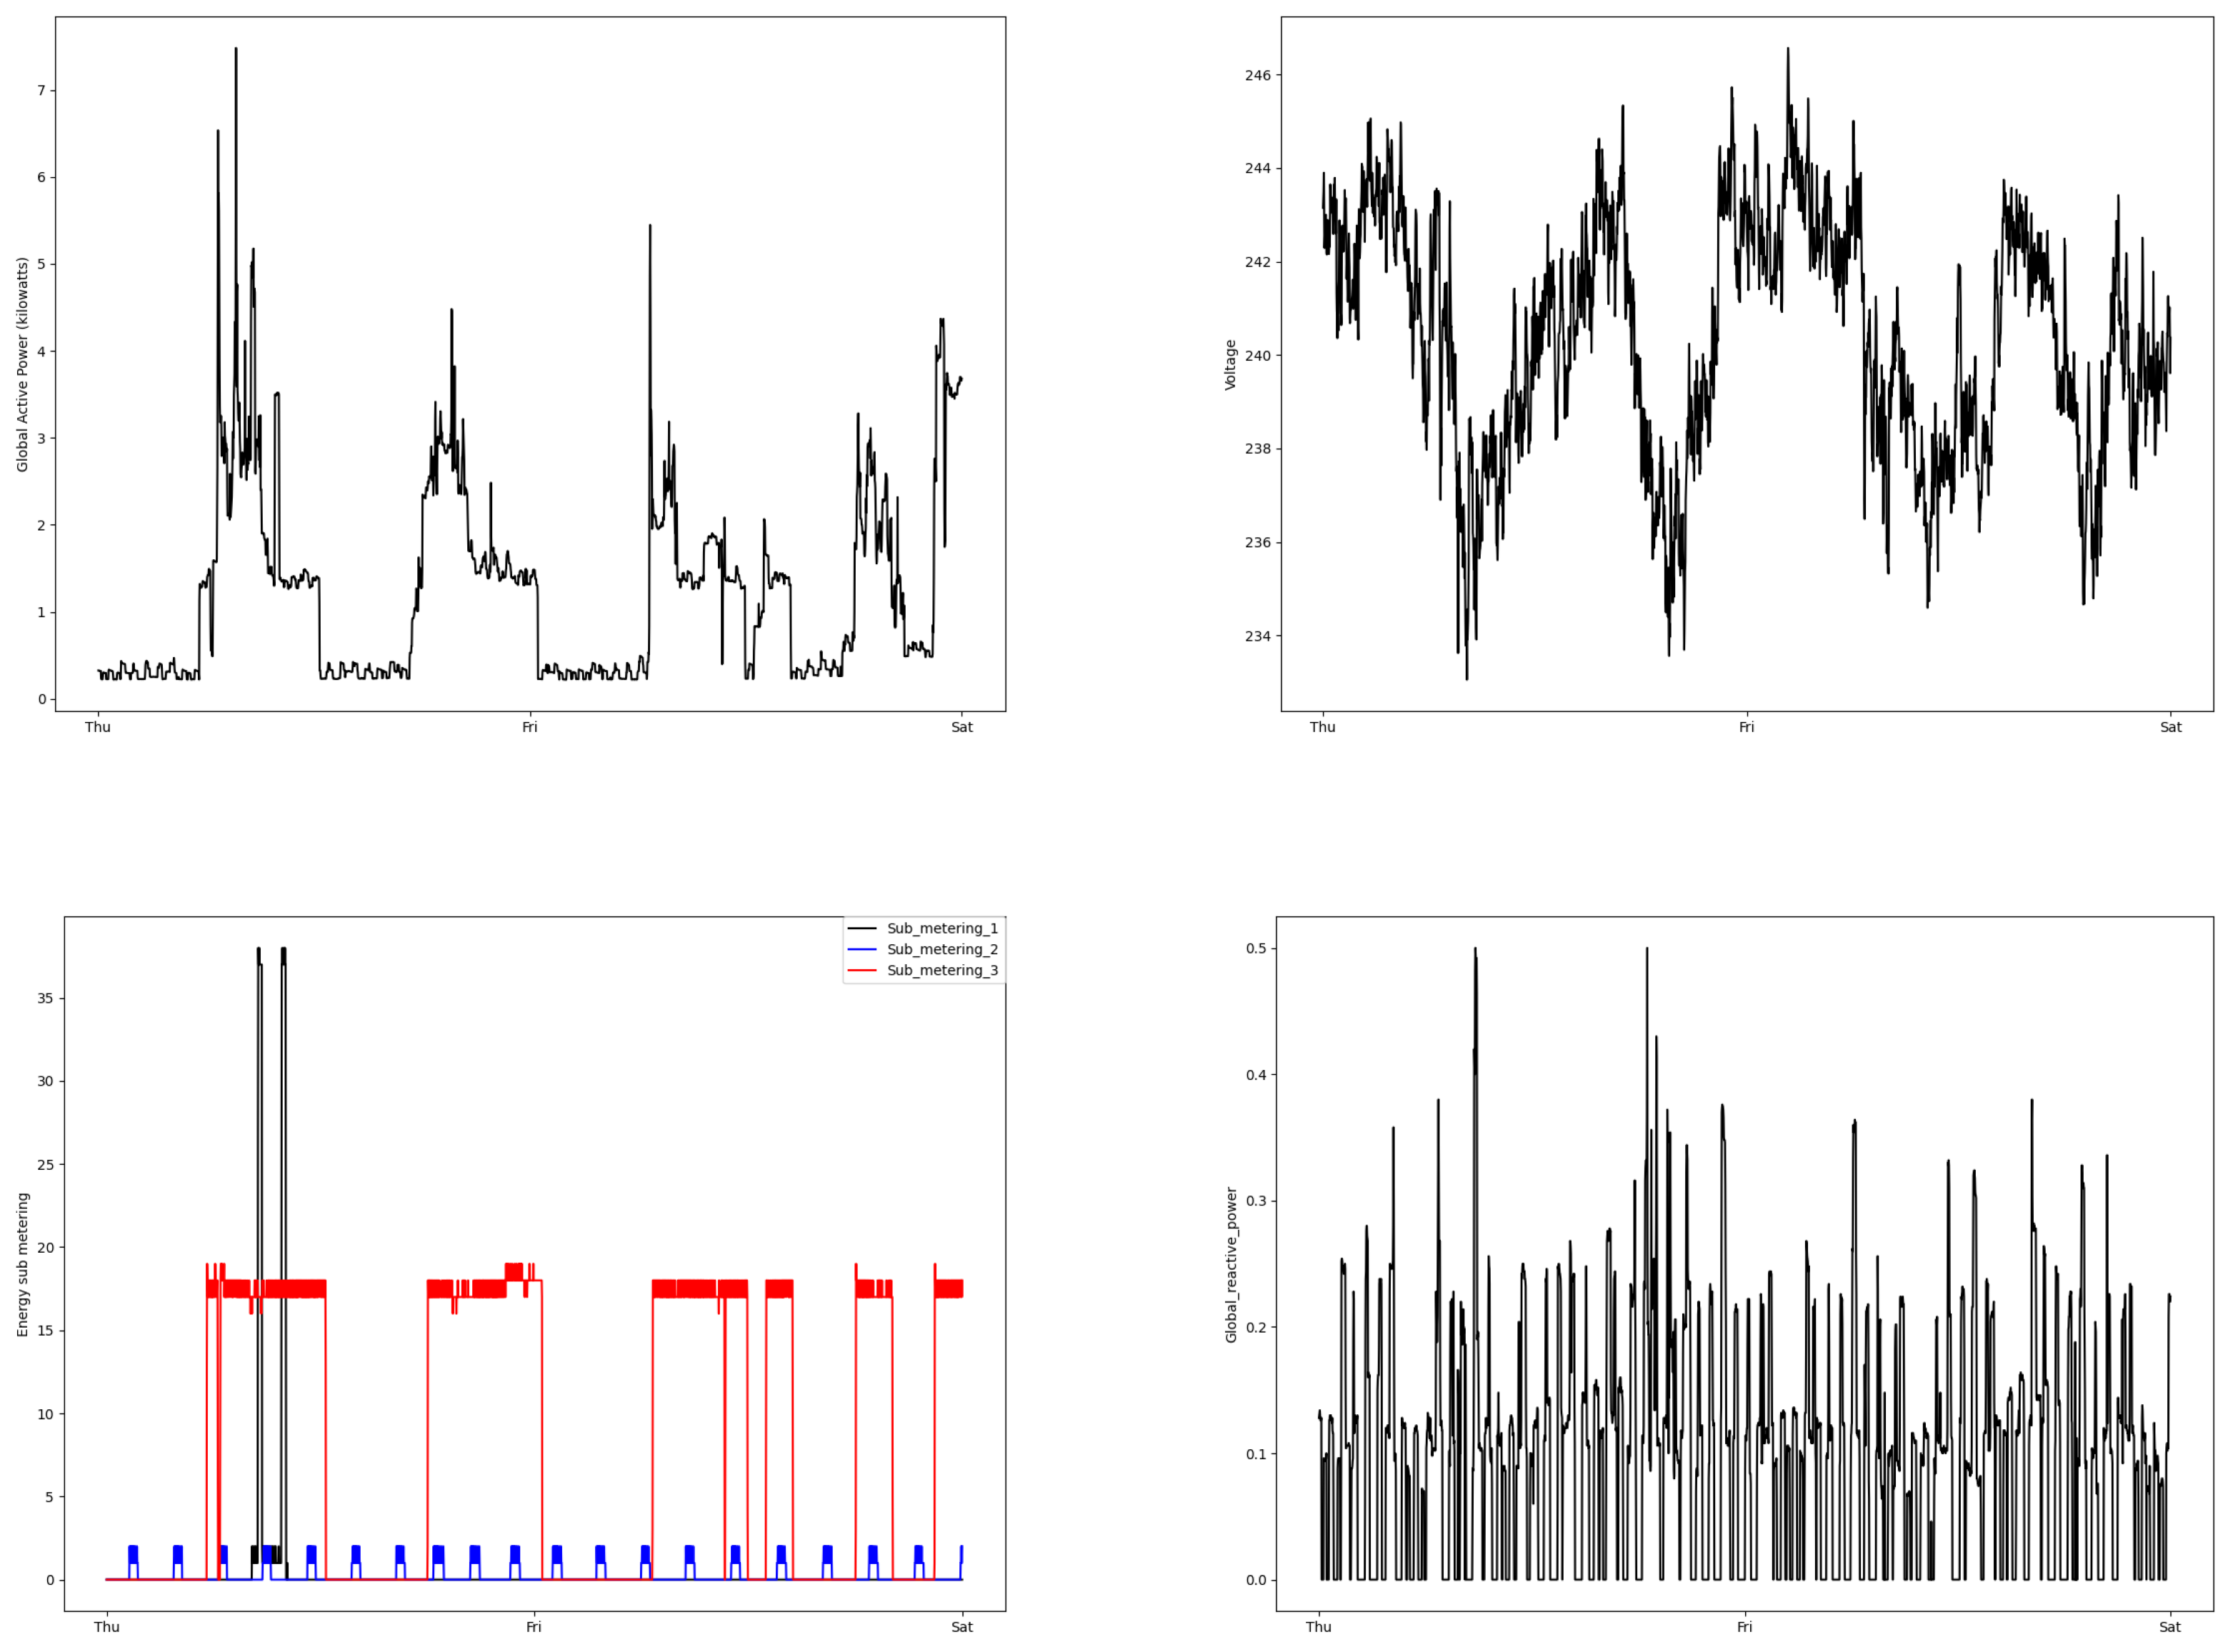 Global Active Power (kilowatts)
7
6
5
4
3
2
1
0
Thu Fri Sat
Voltage
246
244
242
240
238
236
234
Thu Fri Sat
Energy sub metering
35
30
25
20
15
10
5
0
Sub_metering_1
Sub_metering_2
Sub_metering_3
Thu Fri Sat
Global_reactive_power
0.5
0.4
0.3
0.2
0.1
0.0
Thu Fri Sat